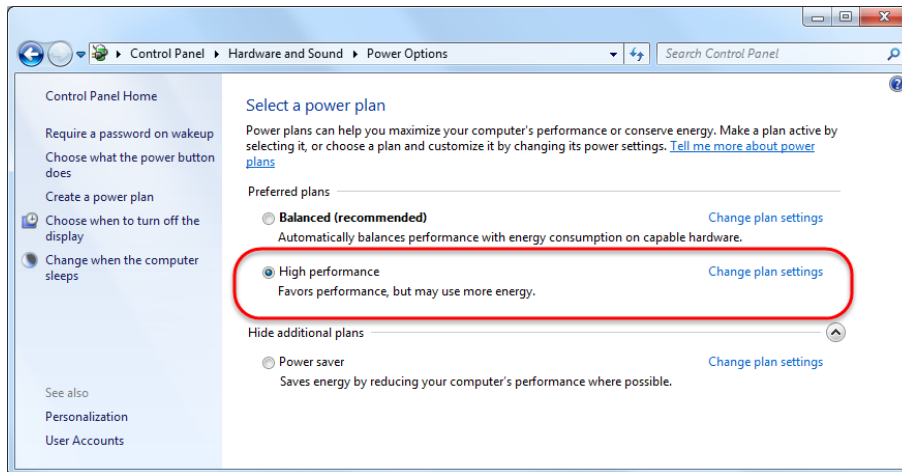 Control Panel Hardware and Sound Power Options Search Control Panel
Control Panel Home
Require a password on wakeup
Choose what the power button
does
Create a power plan
Choose when to turn off the
display
Change when the computer
sleeps
See also
Personalization
User Accounts
Select a power plan
Power plans can help you maximize your computer's performance or conserve energy. Make a plan active by
selecting it, or choose a plan and customize it by changing its power settings. Tell me more about power
plans
Preferred plans
Balanced (recommended) Change plan settings
Automatically balances performance with energy consumption on capable hardware.
High performance Change plan settings
Favors performance, but may use more energy.
Hide additional plans
Power saver Change plan settings
Saves energy by reducing your computer's performance where possible.